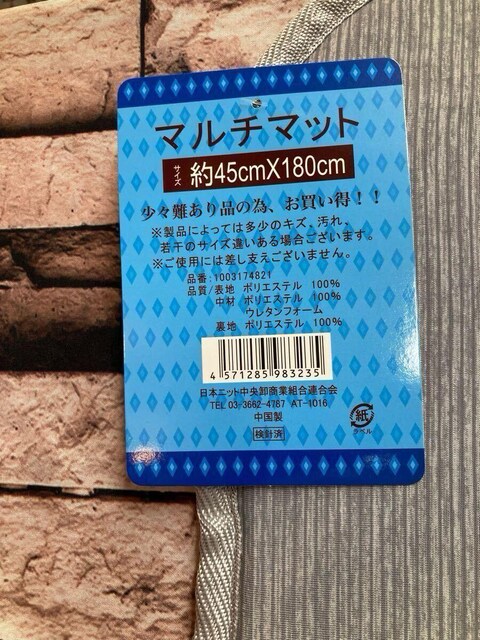 マルチマット
サイズ 約45cmX180cm
少々難あり品の為、お買い得！！
※製品によっては多少のキズ、汚れ、
若干のサイズ違いある場合ございます。
※ご使用には差し支えございません。
品番:1003174821
品質/表地 ポリエステル 100%
中材 ポリエステル 100%
ウレタンフォーム
裏地 ポリエステル 100%
4 571285 983235
日本ニット中央卸商業組合連合会
TEL 03-3662-4787 AT-1016
中国製
検針済
紙
ラベル